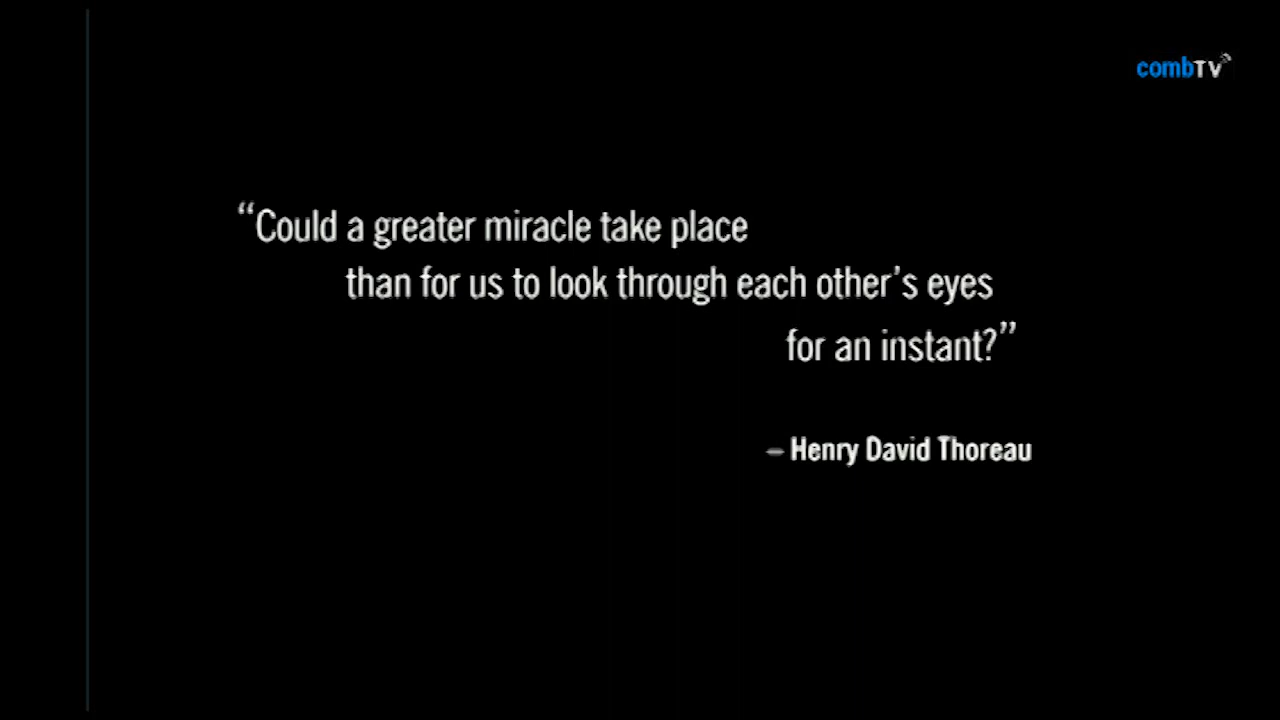 combTV
“Could a greater miracle take place
than for us to look through each other’s eyes
for an instant?”
– Henry David Thoreau